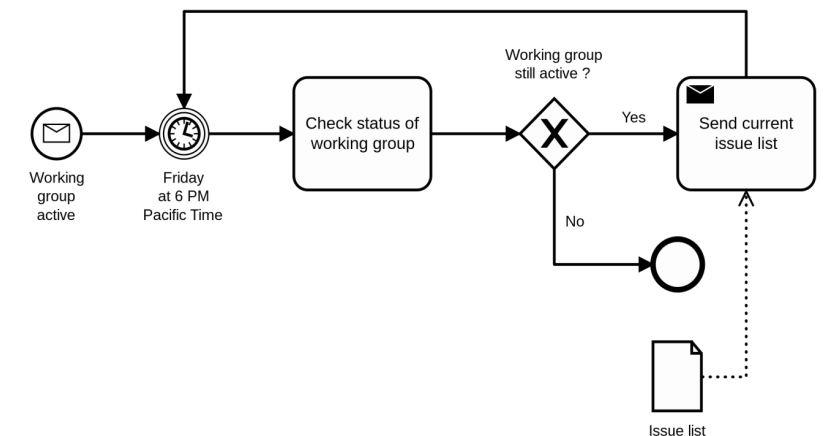 Working
group
active
Friday
at 6 PM
Pacific Time
Check status of
working group
Working group
still active ?
X
Yes
No
Send current
issue list
Issue list